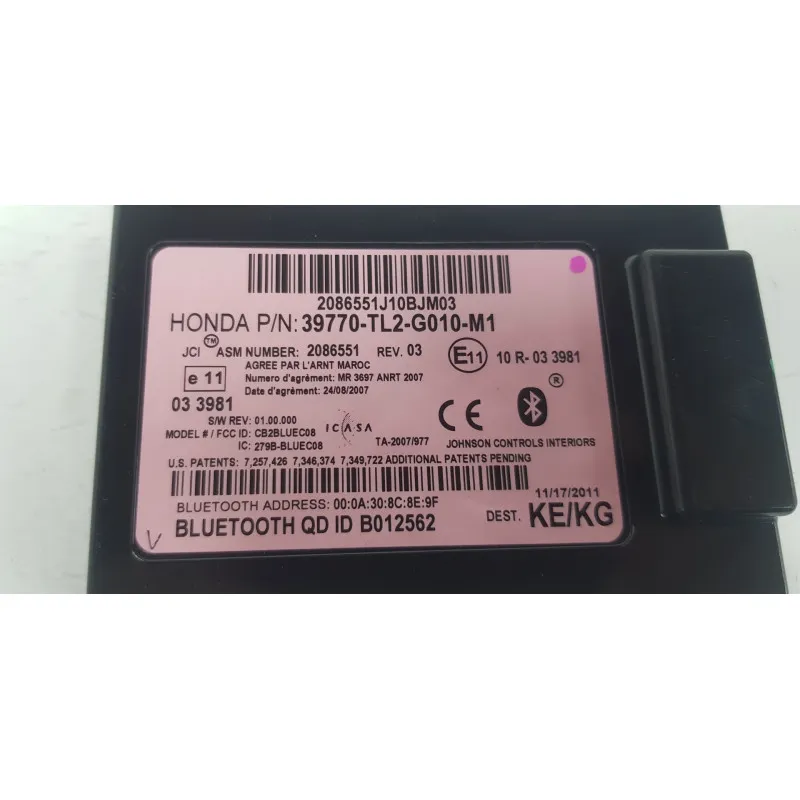 2086551J10BJM03
HONDA P/N: 39770-TL2-G010-M1
JCI™ ASM NUMBER: 2086551 REV. 03
E11 10 R- 03 3981
e 11
AGREE PAR L'ARNT MAROC
Numero d'agrément: MR 3697 ANRT 2007
Date d'agrément: 24/08/2007
03 3981
S/W REV: 01.00.000
MODEL # / FCC ID: CB2BLUEC08
IC: 279B-BLUEC08
ICASA
TA-2007/977
CE
®
JOHNSON CONTROLS INTERIORS
U.S. PATENTS: 7,257,426 7,346,374 7,349,722 ADDITIONAL PATENTS PENDING
11/17/2011
BLUETOOTH ADDRESS: 00:0A:30:8C:8E:9F
BLUETOOTH QD ID B012562
DEST. KE/KG